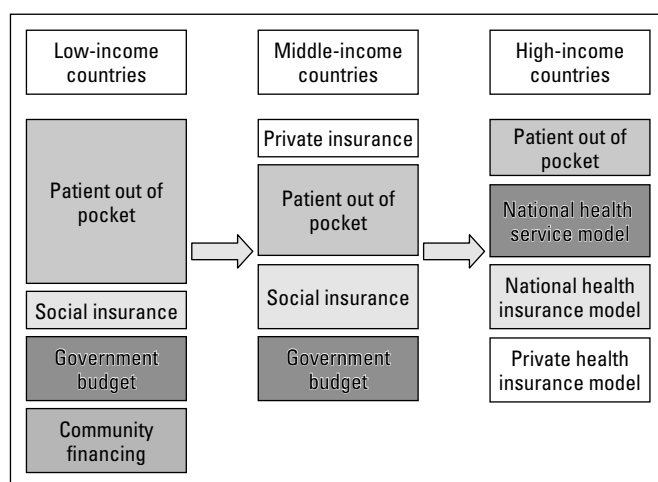 Low-income
countries
Middle-income
countries
High-income
countries
Patient out of
pocket
Social insurance
Government
budget
Community
financing
Private insurance
Patient out of
pocket
Social insurance
Government
budget
Patient out of
pocket
National health
service model
National health
insurance model
Private health
insurance model